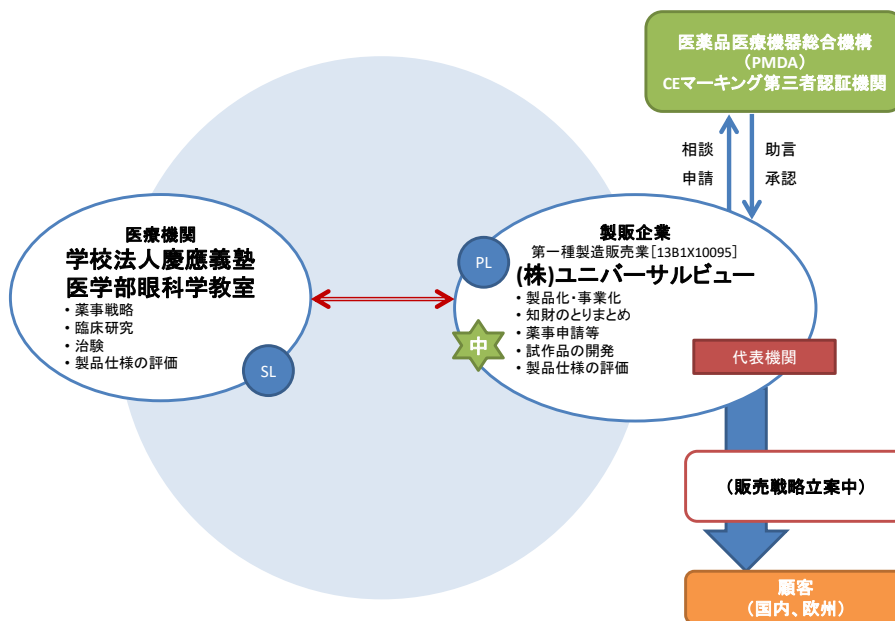 医薬品医療機器総合機構
（PMDA）
CEマーキング第三者認証機関
相談
申請
助言
承認
医療機関
学校法人慶應義塾
医学部眼科学教室
・薬事戦略
・臨床研究
・治験
・製品仕様の評価
SL
製販企業
第一種製造販売業[13B1X10095]
(株)ユニバーサルビュー
・製品化・事業化
・知財のとりまとめ
・薬事申請等
・試作品の開発
・製品仕様の評価
PL
中
代表機関
（販売戦略立案中）
顧客
（国内、欧州）